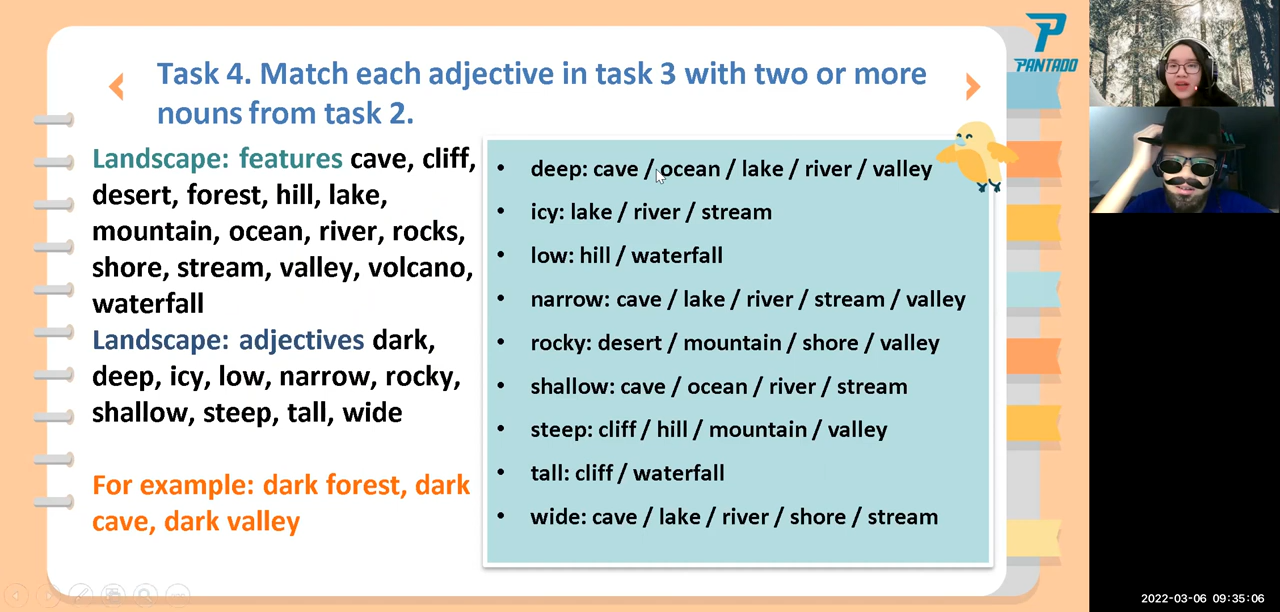 Task 4. Match each adjective in task 3 with two or more
nouns from task 2.
Landscape: features cave, cliff,
desert, forest, hill, lake,
mountain, ocean, river, rocks,
shore, stream, valley, volcano,
waterfall
Landscape: adjectives dark,
deep, icy, low, narrow, rocky,
shallow, steep, tall, wide
For example: dark forest, dark
cave, dark valley
• deep: cave / ocean / lake / river / valley
• icy: lake / river / stream
• low: hill / waterfall
• narrow: cave / lake / river / stream / valley
• rocky: desert / mountain / shore / valley
• shallow: cave / ocean / river / stream
• steep: cliff / hill / mountain / valley
• tall: cliff / waterfall
• wide: cave / lake / river / shore / stream
PANTADO
2022-03-06 09:35:06